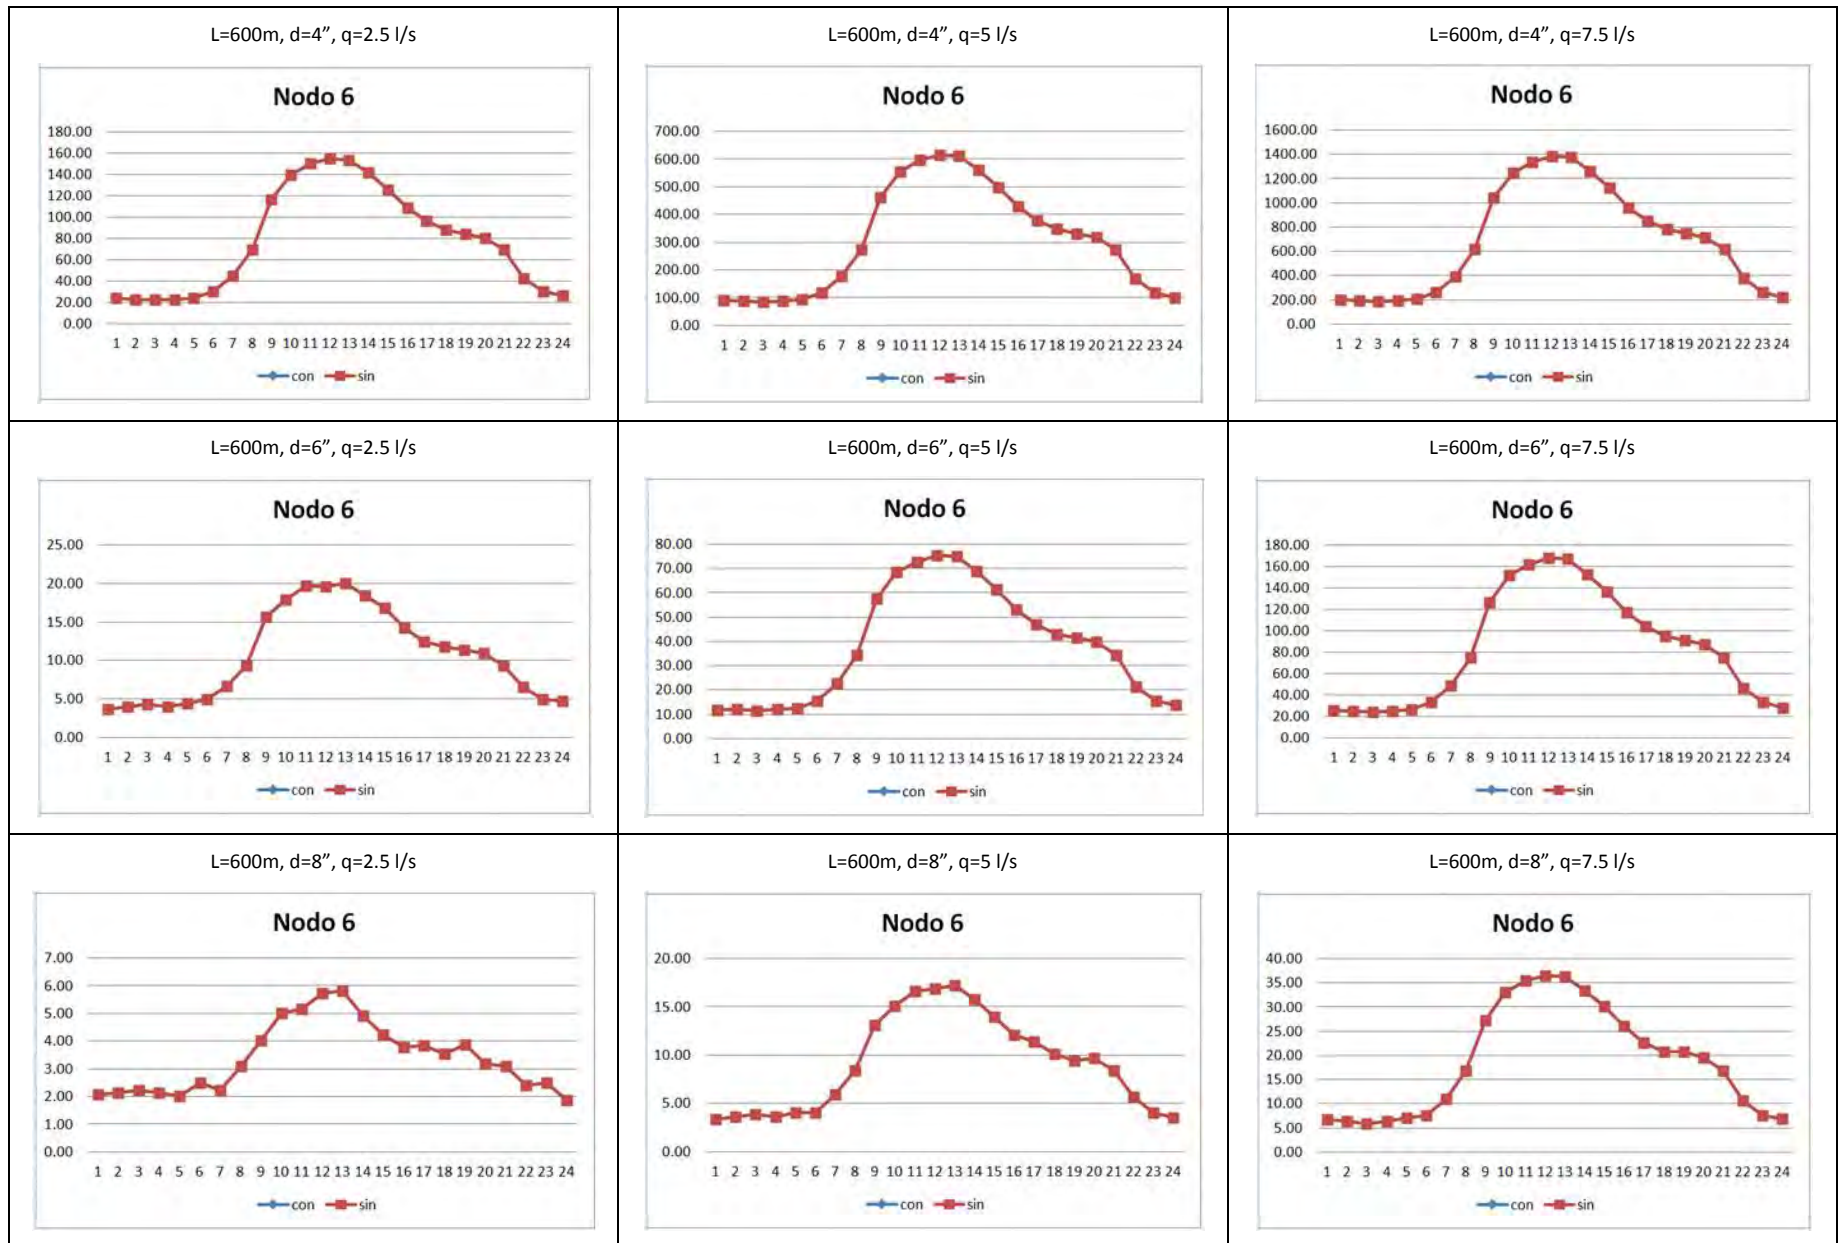 L=600m, d=4”, q=2.5 l/s
Nodo 6
180.00
160.00
140.00
120.00
100.00
80.00
60.00
40.00
20.00
0.00
1 2 3 4 5 6 7 8 9 10 11 12 13 14 15 16 17 18 19 20 21 22 23 24
con sin
L=600m, d=4”, q=5 l/s
Nodo 6
700.00
600.00
500.00
400.00
300.00
200.00
100.00
0.00
1 2 3 4 5 6 7 8 9 10 11 12 13 14 15 16 17 18 19 20 21 22 23 24
con sin
L=600m, d=4”, q=7.5 l/s
Nodo 6
1600.00
1400.00
1200.00
1000.00
800.00
600.00
400.00
200.00
0.00
1 2 3 4 5 6 7 8 9 10 11 12 13 14 15 16 17 18 19 20 21 22 23 24
con sin
L=600m, d=6”, q=2.5 l/s
Nodo 6
25.00
20.00
15.00
10.00
5.00
0.00
1 2 3 4 5 6 7 8 9 10 11 12 13 14 15 16 17 18 19 20 21 22 23 24
con sin
L=600m, d=6”, q=5 l/s
Nodo 6
80.00
70.00
60.00
50.00
40.00
30.00
20.00
10.00
0.00
1 2 3 4 5 6 7 8 9 10 11 12 13 14 15 16 17 18 19 20 21 22 23 24
con sin
L=600m, d=6”, q=7.5 l/s
Nodo 6
180.00
160.00
140.00
120.00
100.00
80.00
60.00
40.00
20.00
0.00
1 2 3 4 5 6 7 8 9 10 11 12 13 14 15 16 17 18 19 20 21 22 23 24
con sin
L=600m, d=8”, q=2.5 l/s
Nodo 6
7.00
6.00
5.00
4.00
3.00
2.00
1.00
0.00
1 2 3 4 5 6 7 8 9 10 11 12 13 14 15 16 17 18 19 20 21 22 23 24
con sin
L=600m, d=8”, q=5 l/s
Nodo 6
20.00
15.00
10.00
5.00
0.00
1 2 3 4 5 6 7 8 9 10 11 12 13 14 15 16 17 18 19 20 21 22 23 24
con sin
L=600m, d=8”, q=7.5 l/s
Nodo 6
40.00
35.00
30.00
25.00
20.00
15.00
10.00
5.00
0.00
1 2 3 4 5 6 7 8 9 10 11 12 13 14 15 16 17 18 19 20 21 22 23 24
con sin